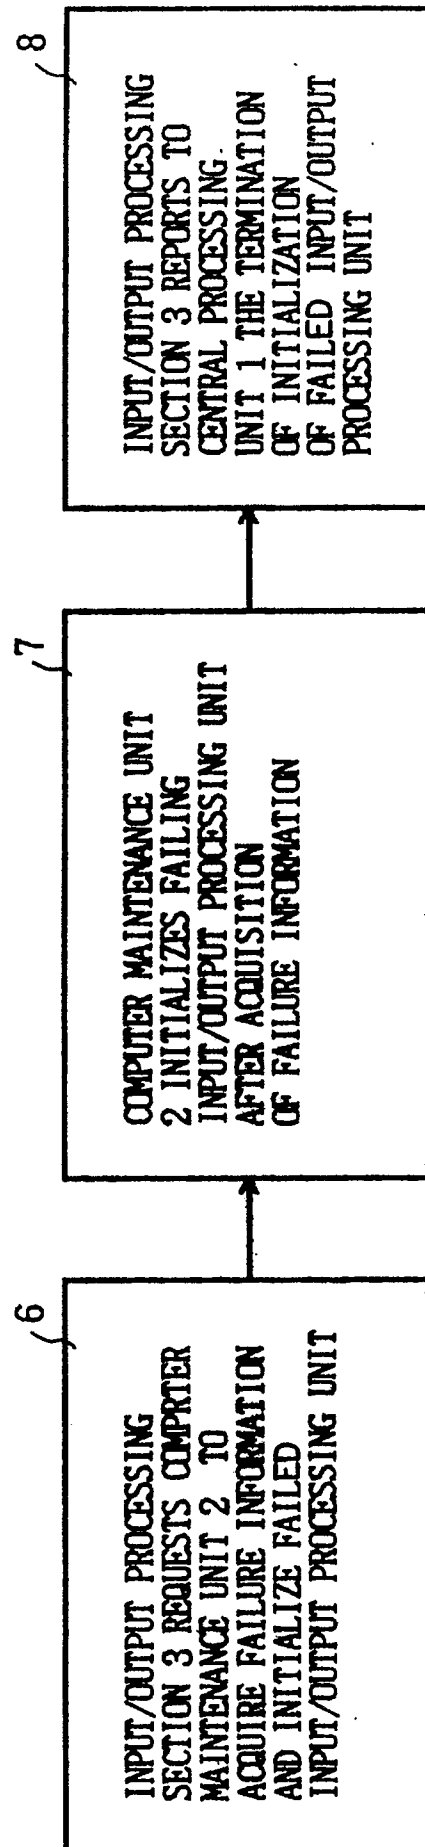 6
INPUT/OUTPUT PROCESSING
SECTION 3 REQUESTS COMPRTER
MAINTENANCE UNIT 2 TO
ACQUIRE FAILURE INFORMATION
AND INITIALIZE FAILED
INPUT/OUTPUT PROCESSING UNIT
7
COMPUTER MAINTENANCE UNIT
2 INITIALIZES FAILING
INPUT/OUTPUT PROCESSING UNIT
AFTER ACQUISITION
OF FAILURE INFORMATION
8
INPUT/OUTPUT PROCESSING
SECTION 3 REPORTS TO
CENTRAL PROCESSING
UNIT 1 THE TERMINATION
OF INITIALIZATION
OF FAILED INPUT/OUTPUT
PROCESSING UNIT